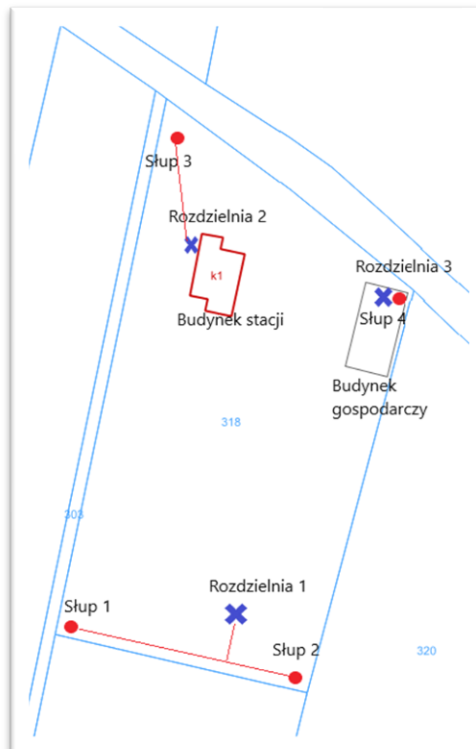 Słup 3
Rozdzielnia 2
k1
Rozdzielnia 3
Słup 4
Budynek stacji
Budynek
gospodarczy
318
303
Rozdzielnia 1
Słup 1
Słup 2
320